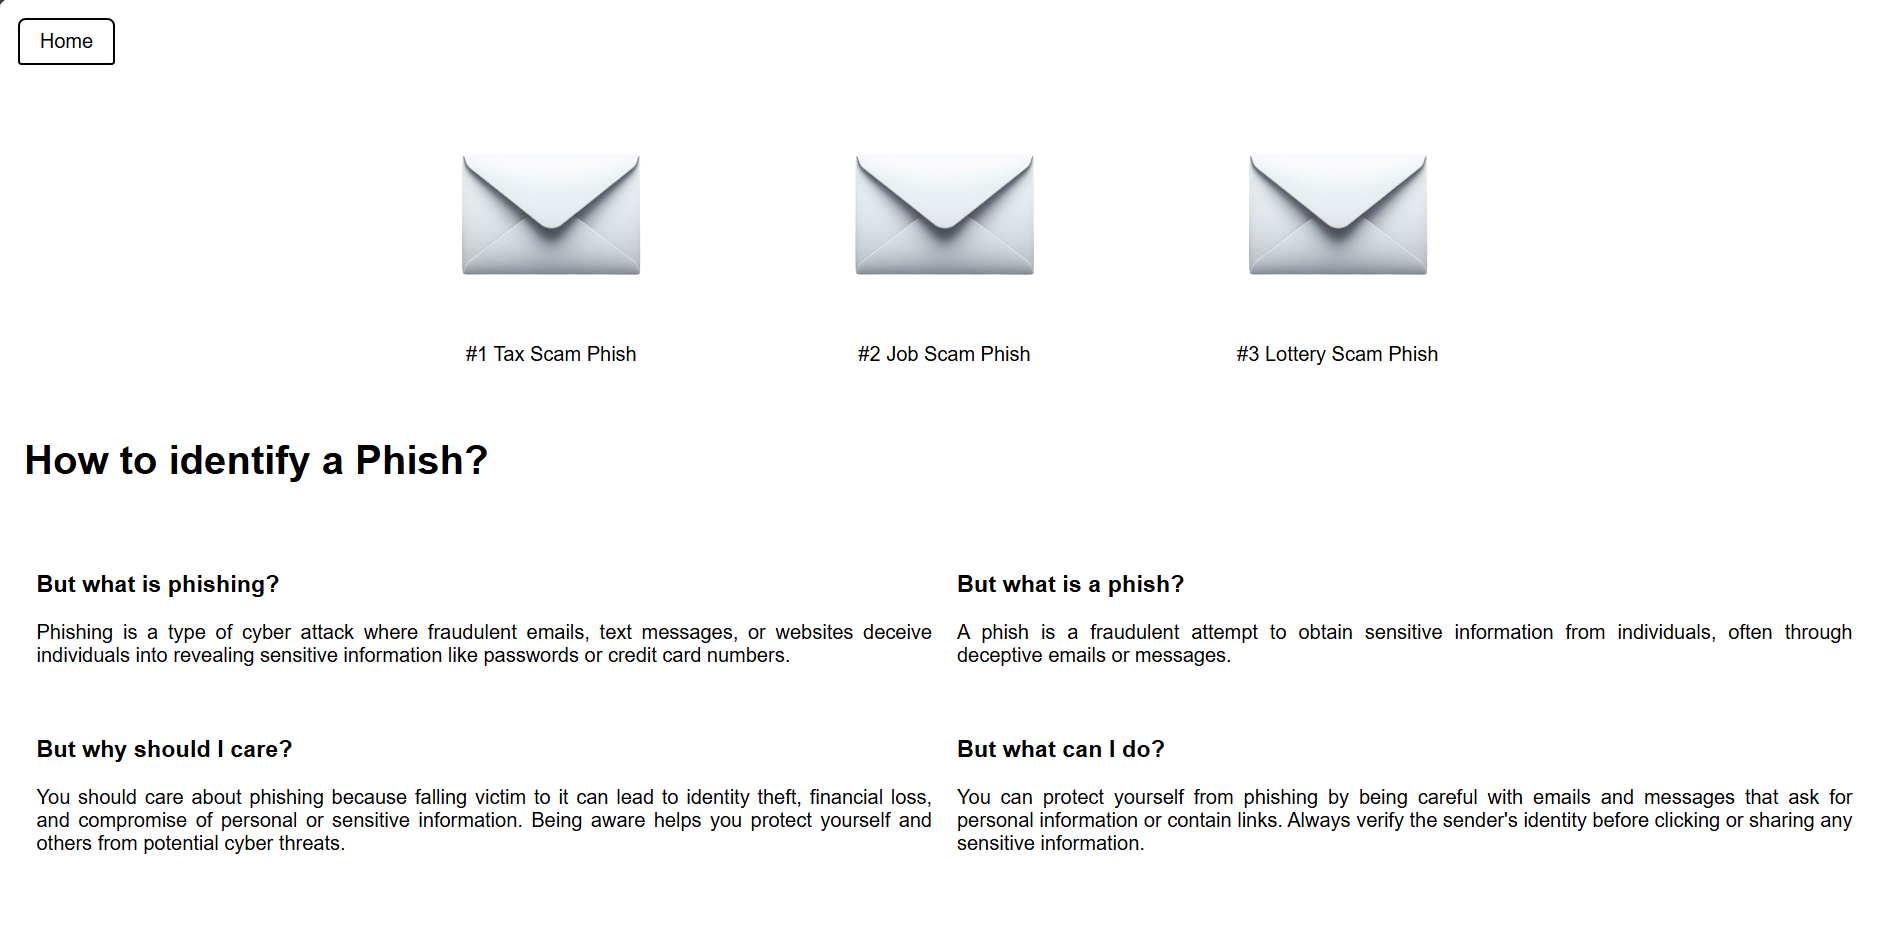 Home
#1 Tax Scam Phish
#2 Job Scam Phish
#3 Lottery Scam Phish
How to identify a Phish?
But what is phishing?
Phishing is a type of cyber attack where fraudulent emails, text messages, or websites deceive
individuals into revealing sensitive information like passwords or credit card numbers.
But what is a phish?
A phish is a fraudulent attempt to obtain sensitive information from individuals, often through
deceptive emails or messages.
But why should I care?
You should care about phishing because falling victim to it can lead to identity theft, financial loss,
and compromise of personal or sensitive information. Being aware helps you protect yourself and
others from potential cyber threats.
But what can I do?
You can protect yourself from phishing by being careful with emails and messages that ask for
personal information or contain links. Always verify the sender's identity before clicking or sharing any
sensitive information.